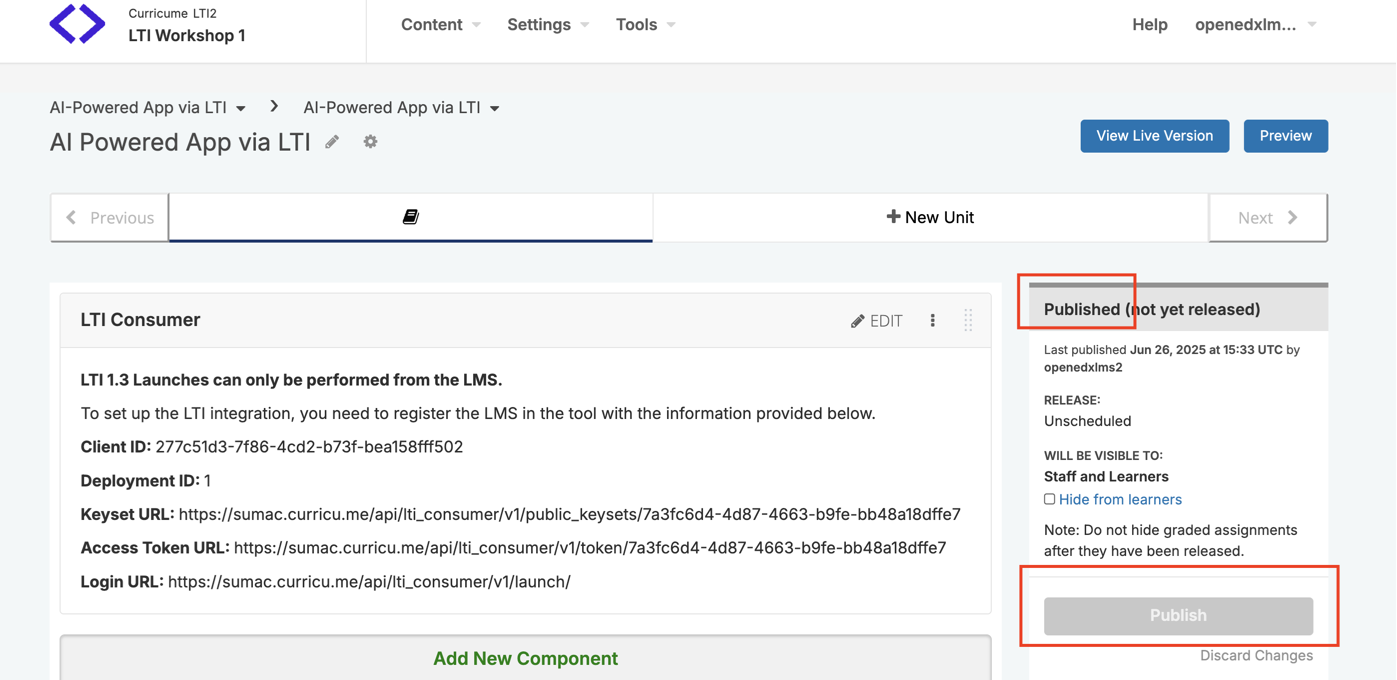 Curricume LTI2
LTI Workshop 1
Content
Settings
Tools
Help
openedxlm...
AI-Powered App via LTI
AI-Powered App via LTI
AI Powered App via LTI
View Live Version
Preview
Previous
New Unit
Next
LTI Consumer
EDIT
LTI 1.3 Launches can only be performed from the LMS.
To set up the LTI integration, you need to register the LMS in the tool with the information provided below.
Client ID: 277c51d3-7f86-4cd2-b73f-bea158fff502
Deployment ID: 1
Keyset URL: https://sumac.curricu.me/api/lti_consumer/v1/public_keysets/7a3fc6d4-4d87-4663-b9fe-bb48a18dffe7
Access Token URL: https://sumac.curricu.me/api/lti_consumer/v1/token/7a3fc6d4-4d87-4663-b9fe-bb48a18dffe7
Login URL: https://sumac.curricu.me/api/lti_consumer/v1/launch/
Add New Component
Published (not yet released)
Last published Jun 26, 2025 at 15:33 UTC by
openedxlms2
RELEASE:
Unscheduled
WILL BE VISIBLE TO:
Staff and Learners
Hide from learners
Note: Do not hide graded assignments
after they have been released.
Publish
Discard Changes